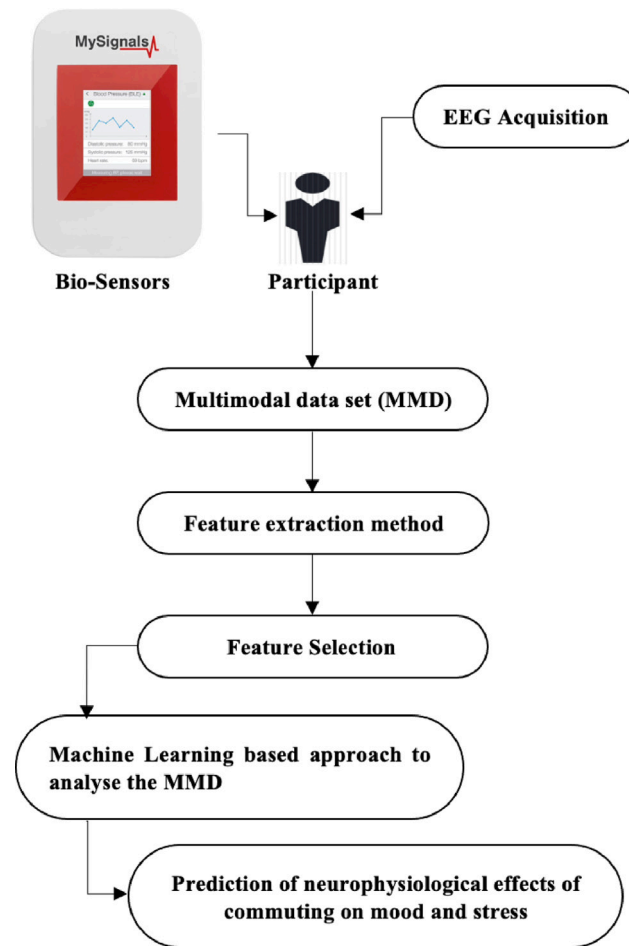 MySignals
Blood Pressure (BLE)
Diastolic pressure: 80 mmHg
Systolic pressure:
Heart rate:
EEG Acquisition
Bio-Sensors
Participant
Multimodal data set (MMD)
Feature extraction method
Feature Selection
Machine Learning based approach to
analyse the MMD
Prediction of neurophysiological effects of
commuting on mood and stress